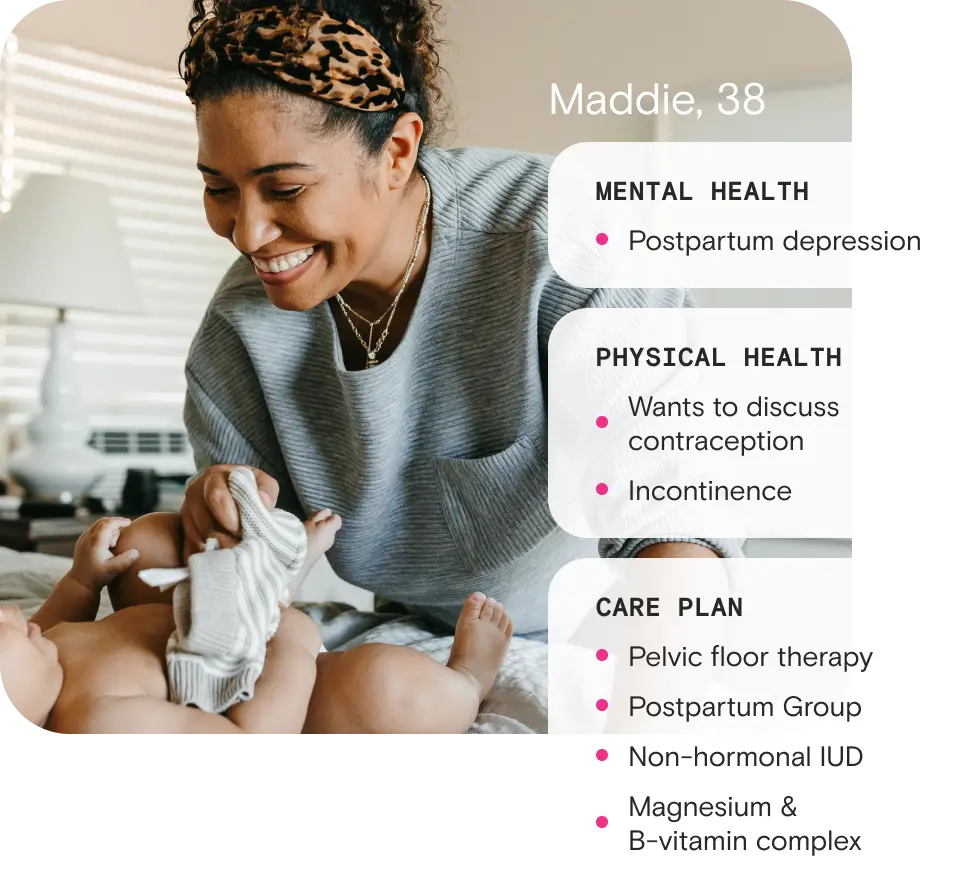 Maddie, 38
MENTAL HEALTH
Postpartum depression
PHYSICAL HEALTH
Wants to discuss
contraception
Incontinence
CARE PLAN
Pelvic floor therapy
Postpartum Group
Non-hormonal IUD
Magnesium &
B-vitamin complex